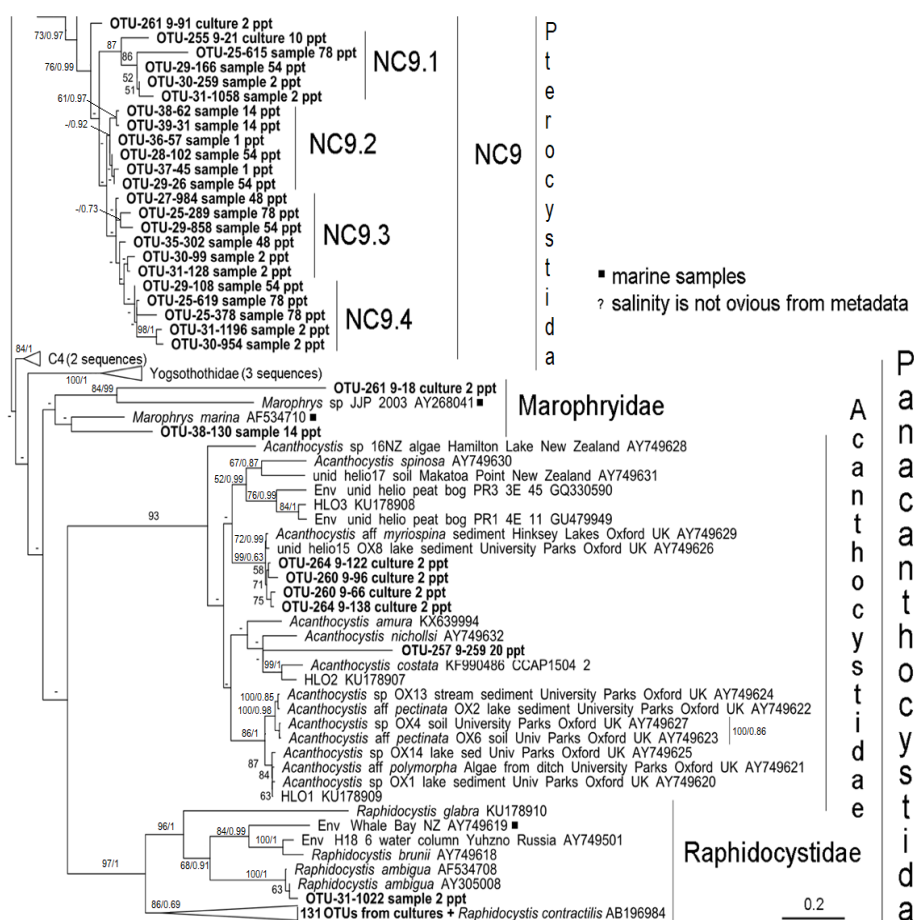 OTU-261 9-91 culture 2 ppt
73/0.97
OTU-255 9-21 culture 10 ppt
87
OTU-25-615 sample 78 ppt
86
NC9.1
76/0.99
OTU-29-166 sample 54 ppt
52
OTU-30-259 sample 2 ppt
51
OTU-31-1058 sample 2 ppt
61/0.97
OTU-38-62 sample 14 ppt
-/0.92
OTU-39-31 sample 14 ppt
OTU-36-57 sample 1 ppt
NC9.2
NC9
OTU-28-102 sample 54 ppt
OTU-37-45 sample 1 ppt
OTU-29-26 sample 54 ppt
OTU-27-984 sample 48 ppt
-/0.73
OTU-25-289 sample 78 ppt
OTU-29-858 sample 54 ppt
NC9.3
OTU-35-302 sample 48 ppt
OTU-30-99 sample 2 ppt
OTU-31-128 sample 2 ppt
OTU-29-108 sample 54 ppt
OTU-25-619 sample 78 ppt
OTU-25-378 sample 78 ppt
NC9.4
98/1
OTU-31-1196 sample 2 ppt
OTU-30-954 sample 2 ppt
Pterocystida
■ marine samples
? salinity is not ovious from metadata
84/1
C4 (2 sequences)
100/1
Yogsothothidae (3 sequences)
84/99
OTU-261 9-18 culture 2 ppt
Marophrys sp JJP 2003 AY268041 ■
Marophryidae
Marophrys marina AF534710 ■
OTU-38-130 sample 14 ppt
Acanthocystis sp 16NZ algae Hamilton Lake New Zealand AY749628
67/0.87
Acanthocystis spinosa AY749630
52/0.99
unid helio17 soil Makatoa Point New Zealand AY749631
76/0.99
Env unid helio peat bog PR3 3E 45 GQ330590
84/1
HLO3 KU178908
Env unid helio peat bog PR1 4E 11 GU479949
93
72/0.99
Acanthocystis aff myriospina sediment Hinksey Lakes Oxford UK AY749629
99/0.63
unid helio15 OX8 lake sediment University Parks Oxford UK AY749626
OTU-264 9-122 culture 2 ppt
58
OTU-260 9-96 culture 2 ppt
71
OTU-260 9-66 culture 2 ppt
75
OTU-264 9-138 culture 2 ppt
Acanthocystis amura KX639994
Acanthocystis nichollsi AY749632
OTU-257 9-259 20 ppt
99/1
Acanthocystis costata KF990486 CCAP1504 2
HLO2 KU178907
100/0.85
Acanthocystis sp OX13 stream sediment University Parks Oxford UK AY749624
100/0.98
Acanthocystis aff pectinata OX2 lake sediment University Parks Oxford UK AY749622
Acanthocystis sp OX4 soil Univ Parks Oxford UK AY749627
86/1
100/0.86
Acanthocystis aff pectinata OX6 soil Univ Parks Oxford UK AY749623
Acanthocystis sp OX14 lake sed Univ Parks Oxford UK AY749625
87
Acanthocystis aff polymorpha Algae from ditch University Parks Oxford UK AY749621
84
Acanthocystis sp OX1 lake sediment Univ Parks Oxford UK AY749620
63
HLO1 KU178909
Acanthocystidae
Panacanthocystida
Raphidocystis glabra KU178910
96/1
84/0.99
Env Whale Bay NZ AY749619 ■
100/1
Env H18 6 water column Yuhzno Russia AY749501
68/0.91
Raphidocystis brunii AY749618
Raphidocystidae
97/1
100/1
Raphidocystis ambigua AF534708
63
Raphidocystis ambigua AY305008
OTU-31-1022 sample 2 ppt
86/0.69
131 OTUs from cultures + Raphidocystis contractilis AB196984
0.2